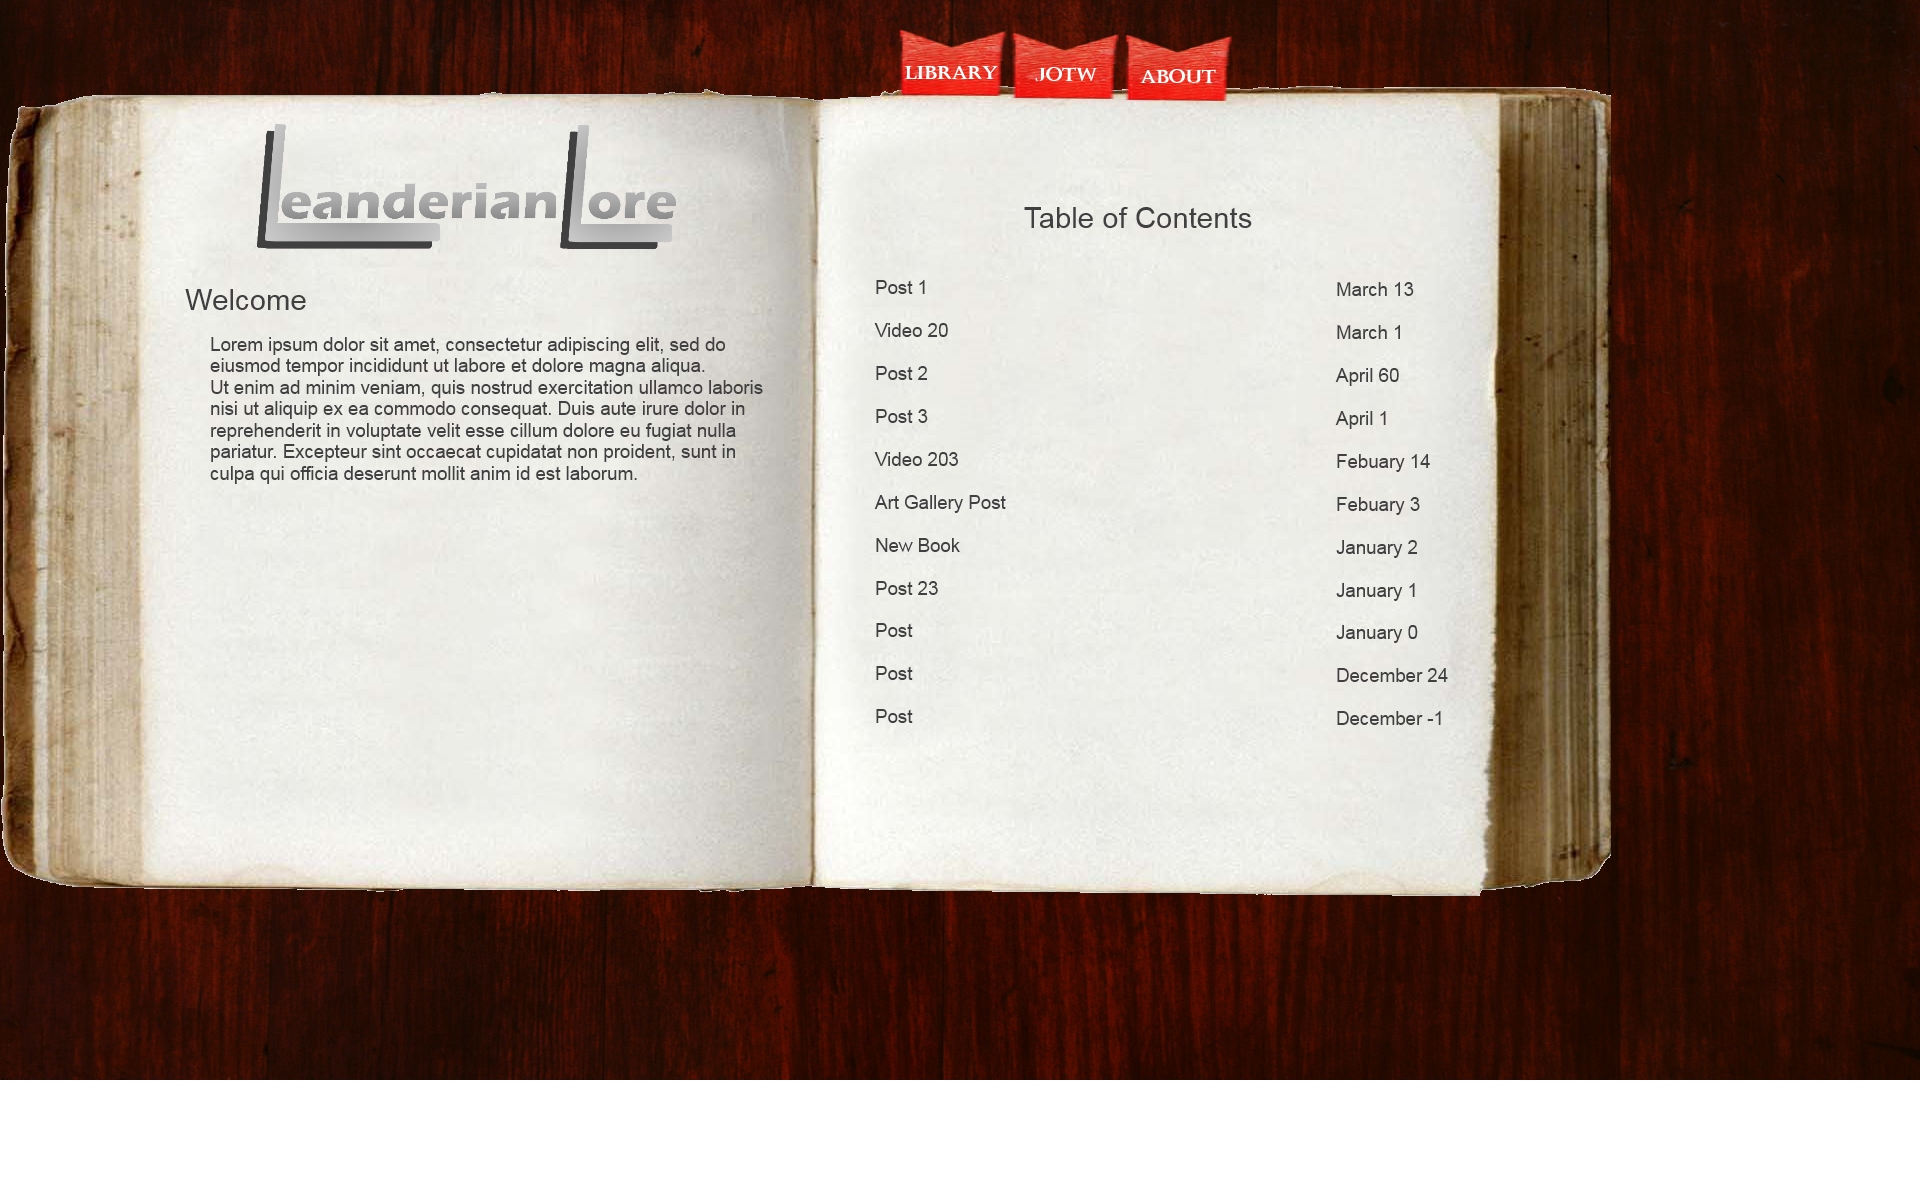 LIBRARY JOTW ABOUT
Leanderian Lore
Welcome
Lorem ipsum dolor sit amet, consectetur adipiscing elit, sed do
eiusmod tempor incididunt ut labore et dolore magna aliqua.
Ut enim ad minim veniam, quis nostrud exercitation ullamco laboris
nisi ut aliquip ex ea commodo consequat. Duis aute irure dolor in
reprehenderit in voluptate velit esse cillum dolore eu fugiat nulla
pariatur. Excepteur sint occaecat cupidatat non proident, sunt in
culpa qui officia deserunt mollit anim id est laborum.
Table of Contents
Post 1 March 13
Video 20 March 1
Post 2 April 60
Post 3 April 1
Video 203 Febuary 14
Art Gallery Post Febuary 3
New Book January 2
Post 23 January 1
Post January 0
Post December 24
Post December -1